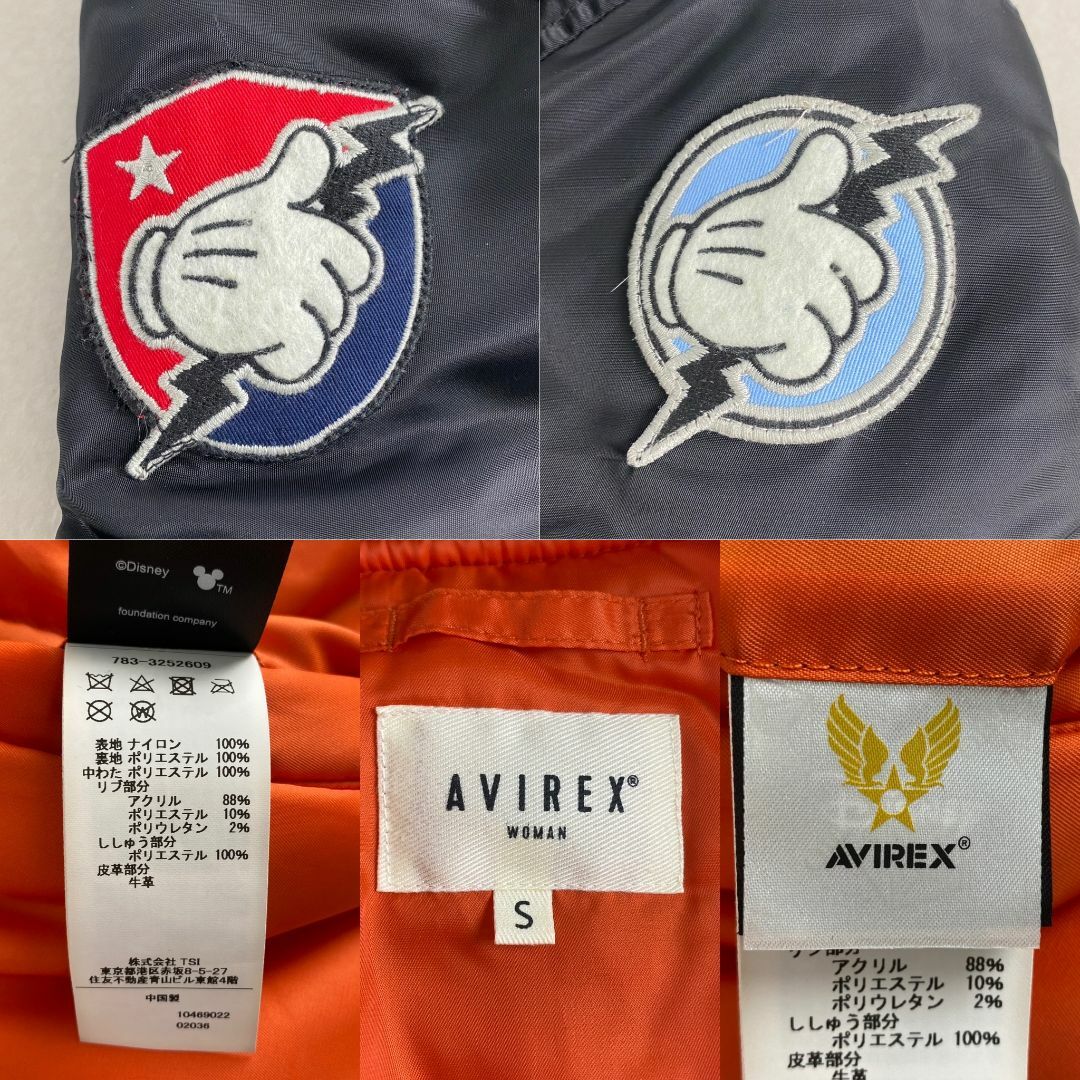 ©Disney
TM
foundation company
783-3252609
W
表地 ナイロン 100%
裏地 ポリエステル 100%
中わた ポリエステル 100%
リブ部分
アクリル 88%
ポリエステル 10%
ポリウレタン 2%
ししゅう部分
ポリエステル 100%
皮革部分
牛革
株式会社 TSI
東京都港区赤坂8-5-27
住友不動産青山ビル東館4階
中国製
10469022
02036
AVIREX®
WOMAN
S
AVIREX®
リブ部分
アクリル 88%
ポリエステル 10%
ポリウレタン 2%
ししゅう部分
ポリエステル 100%
皮革部分
牛革